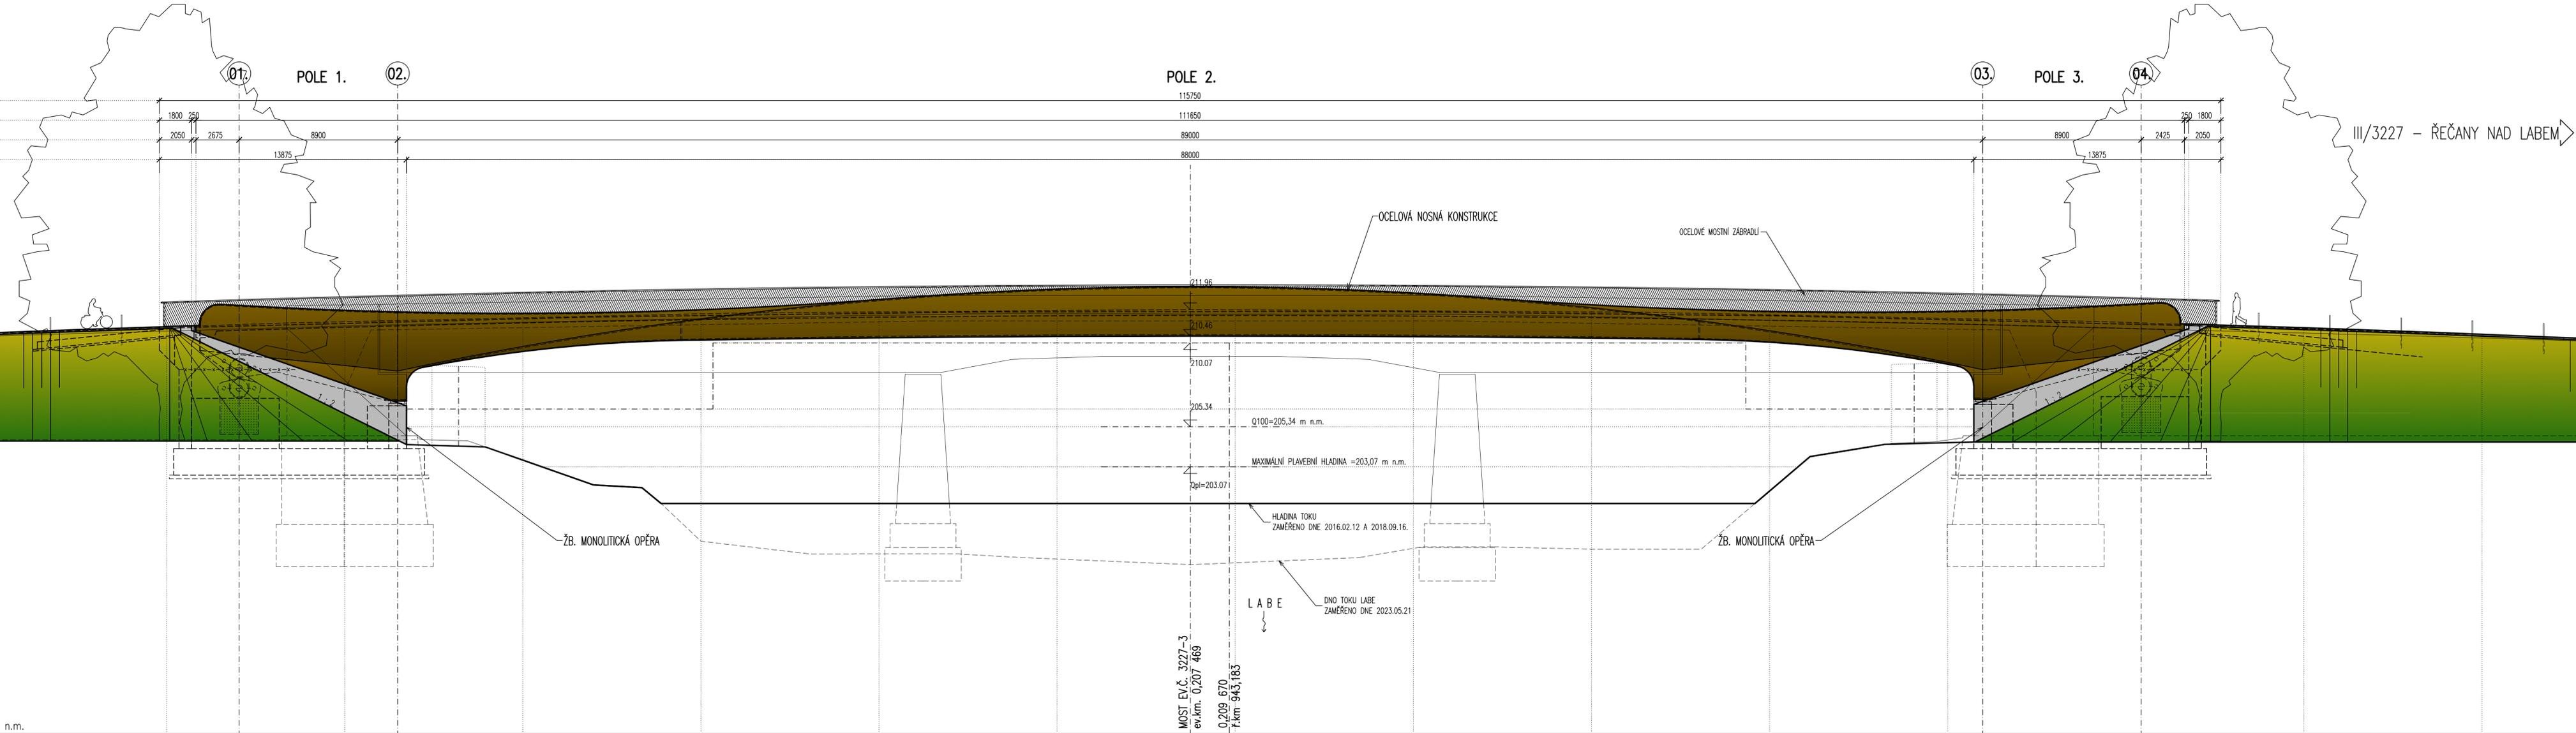 01.
POLE 1.
02.
POLE 2.
03.
POLE 3.
04.
115750
1800 250
111650
250 1800
2050
2675
8900
89000
8900
2425
2050
13875
88000
13875
III/3227 - ŘEČANY NAD LABEM
OCELOVÁ NOSNÁ KONSTRUKCE
OCELOVÉ MOSTNÍ ZÁBRADLÍ
211.96
210.46
210.07
1:2
1:2
205.34
Q100=205,34 m n.m.
MAXIMÁLNÍ PLAVEBNÍ HLADINA =203,07 m n.m.
Qpl=203.07
HLADINA TOKU
ZAMĚŘENO DNE 2016.02.12 A 2018.09.16.
ŽB. MONOLITICKÁ OPĚRA
ŽB. MONOLITICKÁ OPĚRA
DNO TOKU LABE
ZAMĚŘENO DNE 2023.05.21
LABE
MOST EV.Č. 3227-3
ev.km. 0,207 469
0,209 670
ř.km 943,183
n.m.